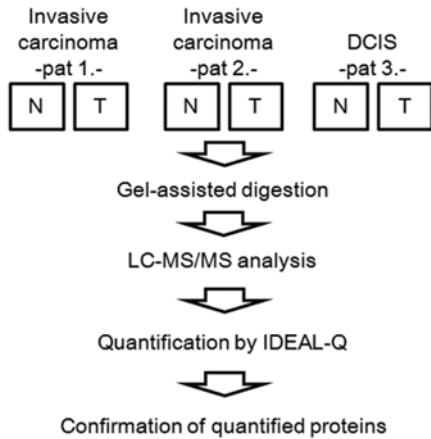 Invasive carcinoma -pat 1.-
Invasive carcinoma -pat 2.-
DCIS -pat 3.-
N T N T N T
Gel-assisted digestion
LC-MS/MS analysis
Quantification by IDEAL-Q
Confirmation of quantified proteins